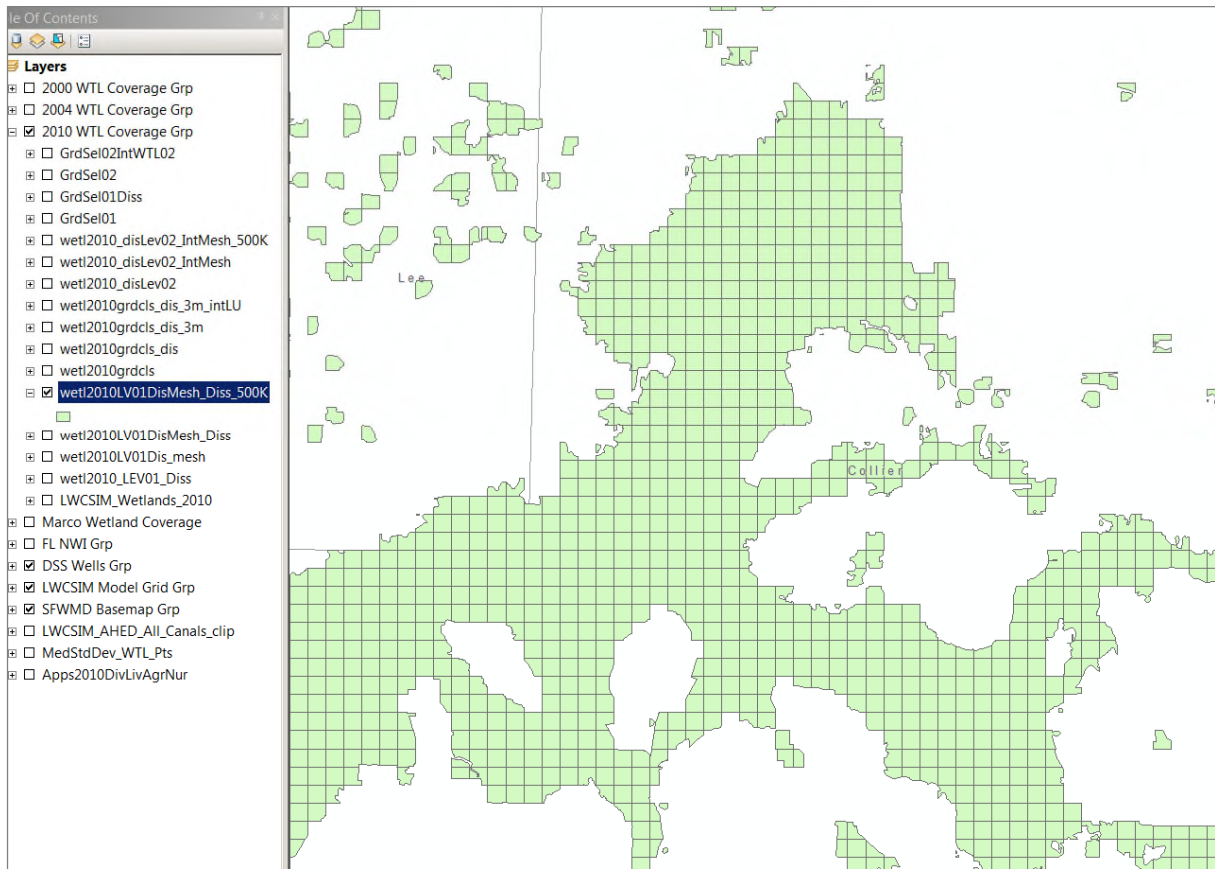 le Of Contents
Layers
2000 WTL Coverage Grp
2004 WTL Coverage Grp
2010 WTL Coverage Grp
GrdSel02IntWTL02
GrdSel02
GrdSel01Diss
GrdSel01
wetl2010_disLev02_IntMesh_500K
wetl2010_disLev02_IntMesh
wetl2010_disLev02
wetl2010grdcls_dis_3m_intLU
wetl2010grdcls_dis_3m
wetl2010grdcls_dis
wetl2010grdcls
wetl2010LV01DisMesh_Diss_500K
wetl2010LV01DisMesh_Diss
wetl2010LV01Dis_mesh
wetl2010_LEV01_Diss
LWCSIM_Wetlands_2010
Marco Wetland Coverage
FL NWI Grp
DSS Wells Grp
LWCSIM Model Grid Grp
SFWMD Basemap Grp
LWCSIM_AHED_All_Canals_clip
MedStdDev_WTL_Pts
Apps2010DivLivAgrNur
Lee
Collier